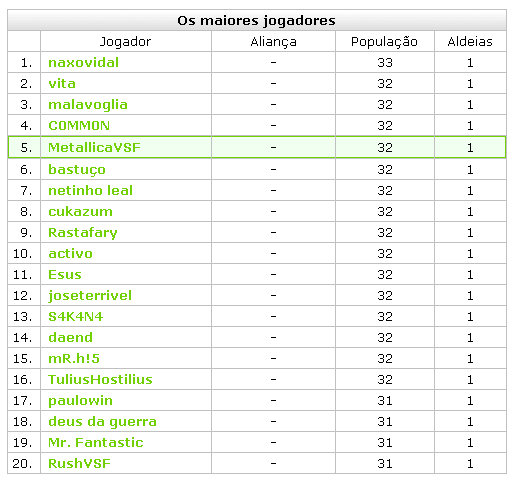 Os maiores jogadores
Jogador Aliança População Aldeias
1. naxovidal - 33 1
2. vita - 32 1
3. malavoglia - 32 1
4. C0MM0N - 32 1
5. MetallicaVSF - 32 1
6. bastuço - 32 1
7. netinho leal - 32 1
8. cukazum - 32 1
9. Rastafary - 32 1
10. activo - 32 1
11. Esus - 32 1
12. joseterrivel - 32 1
13. S4K4N4 - 32 1
14. daend - 32 1
15. mR.h!5 - 32 1
16. TuliusHostilius - 32 1
17. paulowin - 31 1
18. deus da guerra - 31 1
19. Mr. Fantastic - 31 1
20. RushVSF - 31 1